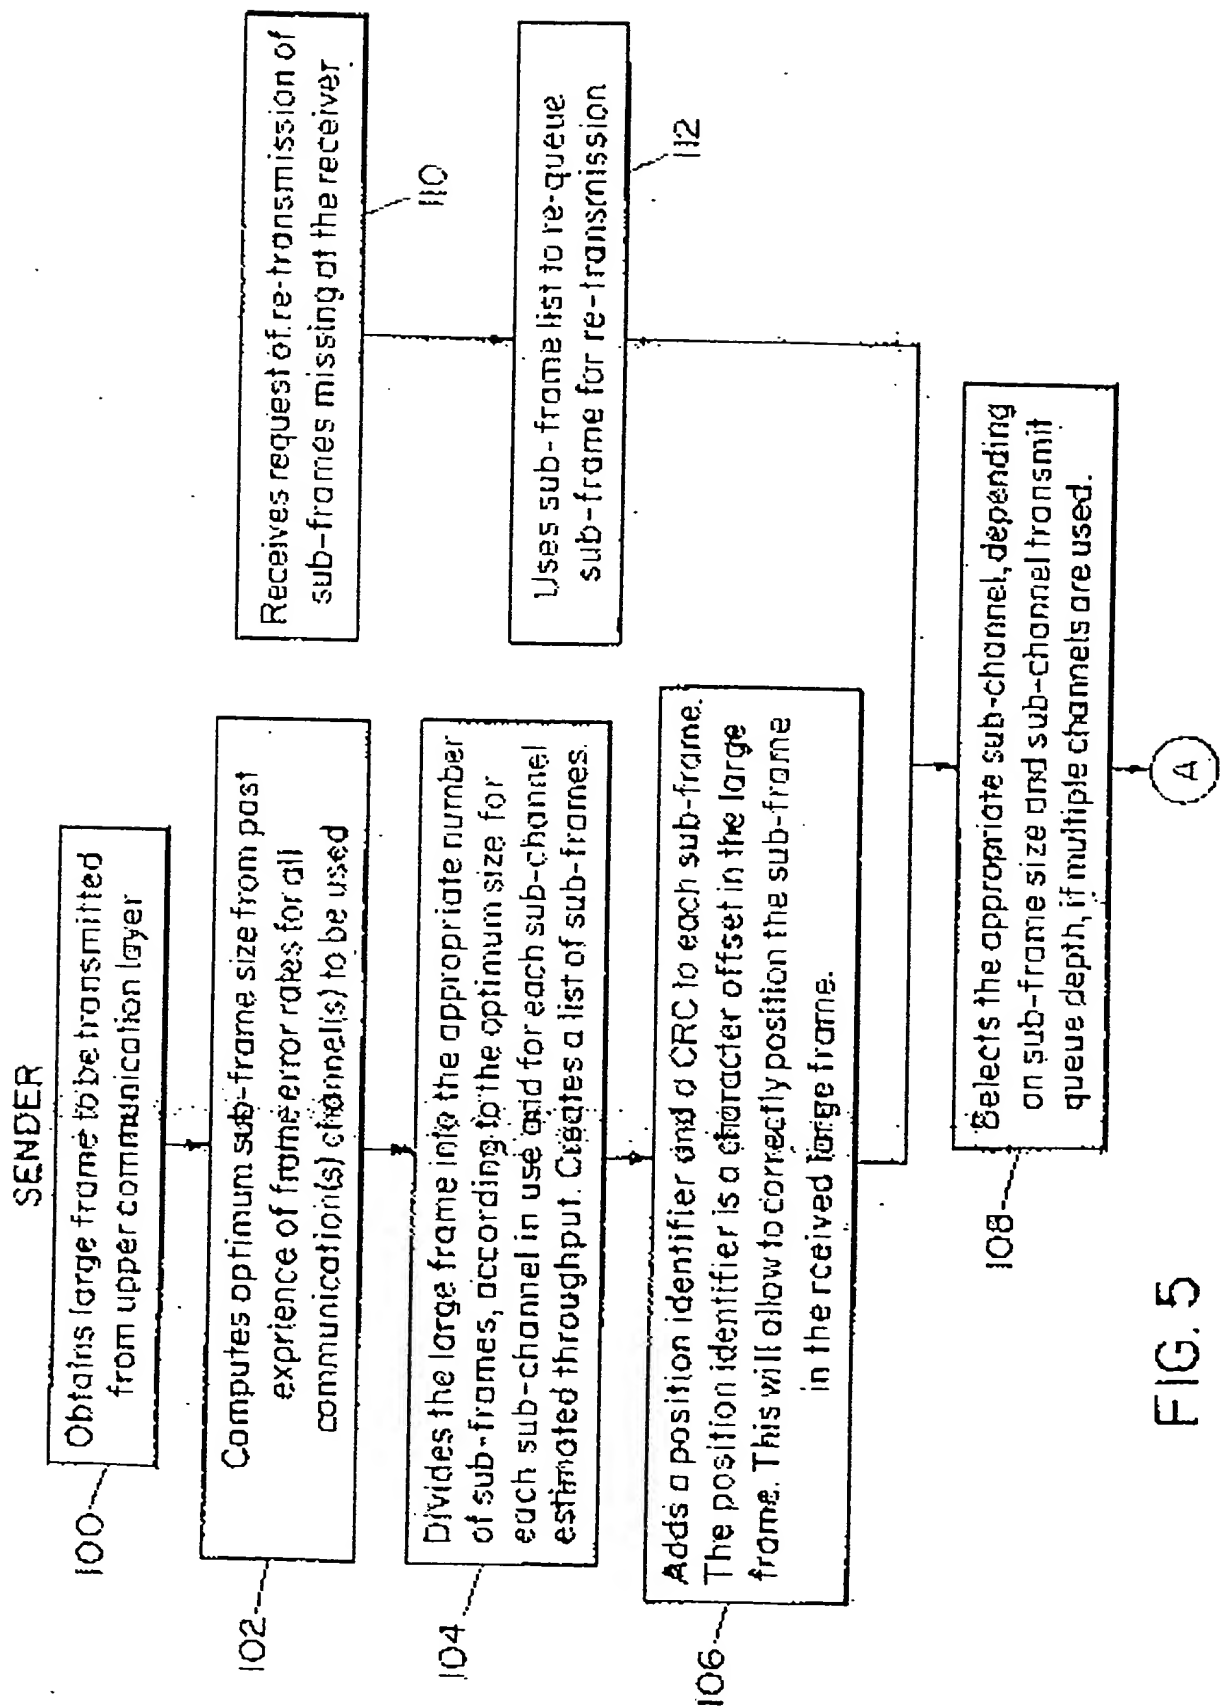 SENDER
100
Obtains large frame to be transmitted
from upper communication layer
102
Computes optimum sub-frame size from past
exprience of frame error rates for all
communication(s) channel(s) to be used
104
Divides the large frame into the appropriate number
of sub-frames, according to the optimum size for
each sub-channel in use and for each sub-channel
estimated throughput. Creates a list of sub-frames.
106
Adds a position identifier and a CRC to each sub-frame.
The position identifier is a character offset in the large
frame. This will allow to correctly position the sub-frame
in the rceived large frame.
Receives request of re-transmission of
sub-frames missing at the receiver
110
Uses sub-frame list to re-queue
sub-frame for re-transmission
112
108
Selects the appropriate sub-channel, depending
on sub-frame size and sub-channel transmit
queue depth, if multiple channels are used.
A
FIG. 5